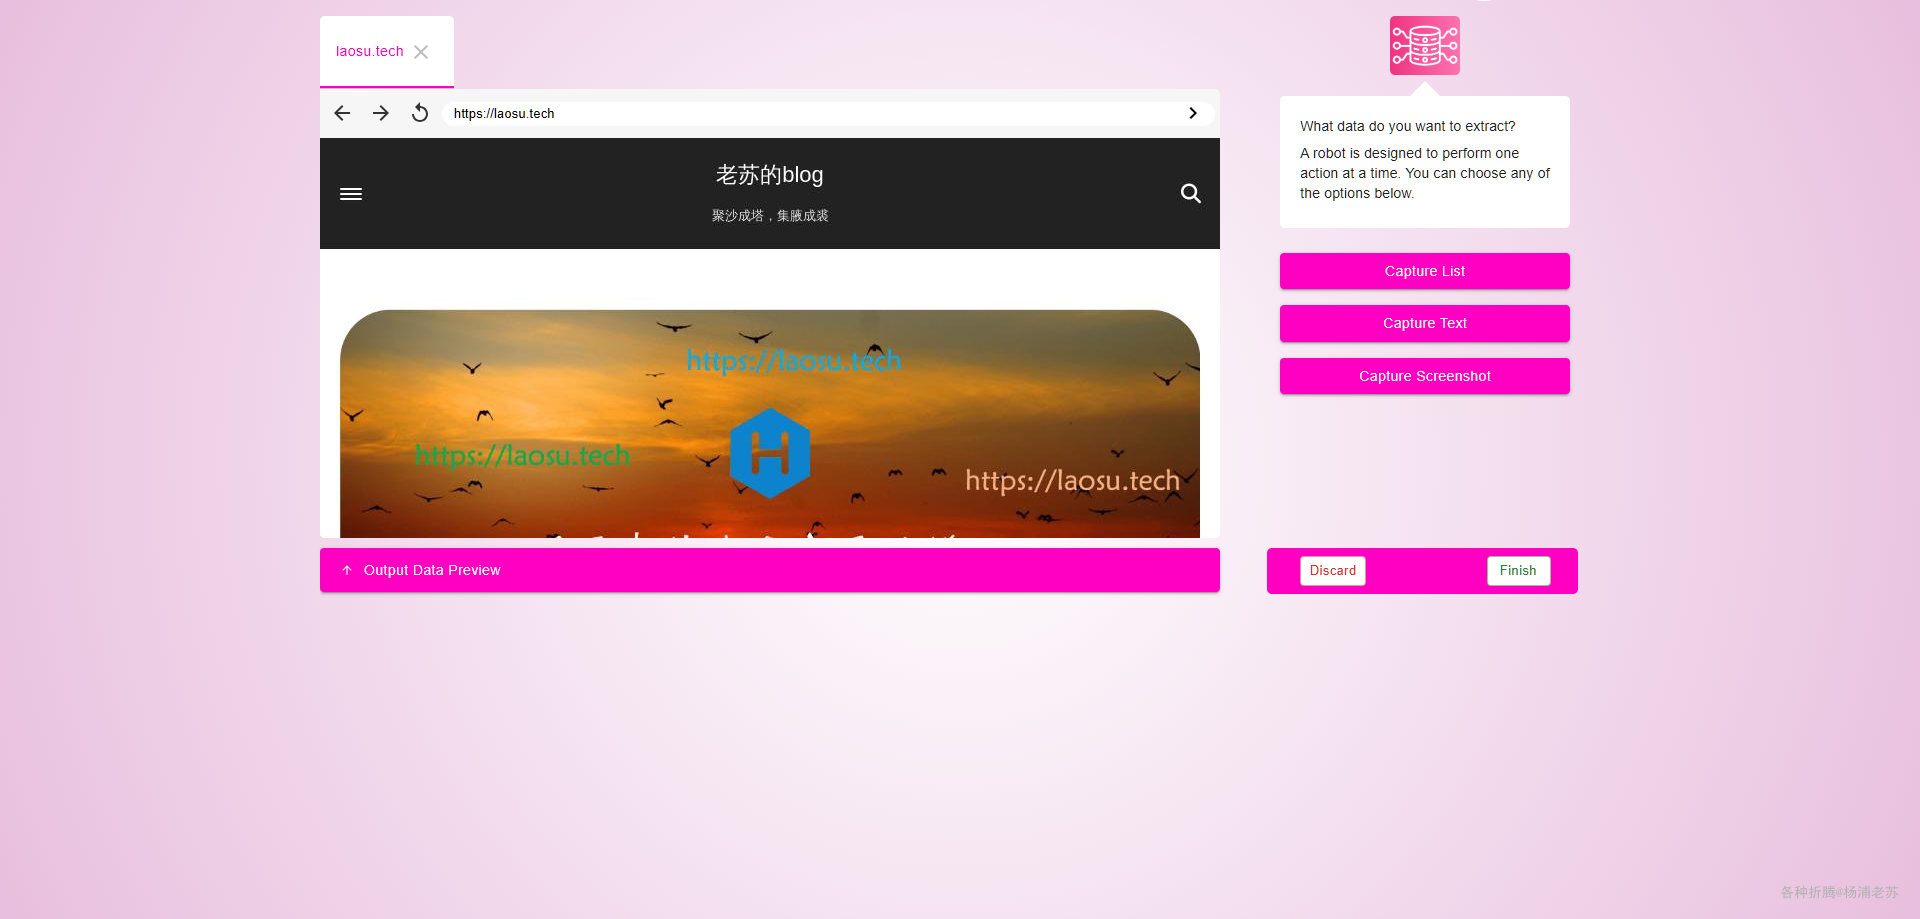 laosu.tech
https://laosu.tech
老苏的blog
聚沙成塔，集腋成裘
https://laosu.tech
https://laosu.tech
H
https://laosu.tech
Output Data Preview
What data do you want to extract?
A robot is designed to perform one
action at a time. You can choose any of
the options below.
Capture List
Capture Text
Capture Screenshot
Discard
Finish
各种折腾@杨浦老苏